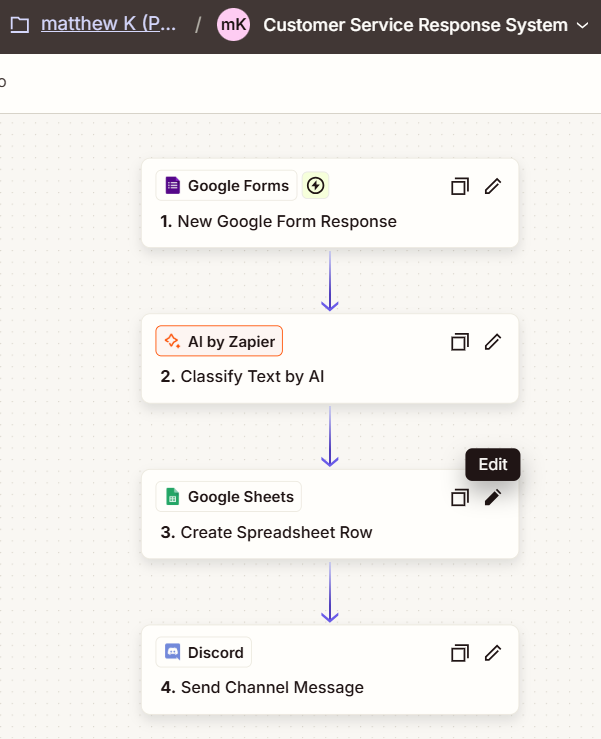 matthew K (P... / mK Customer Service Response System
o
Google Forms
1. New Google Form Response
AI by Zapier
2. Classify Text by AI
Edit
Google Sheets
3. Create Spreadsheet Row
Discord
4. Send Channel Message